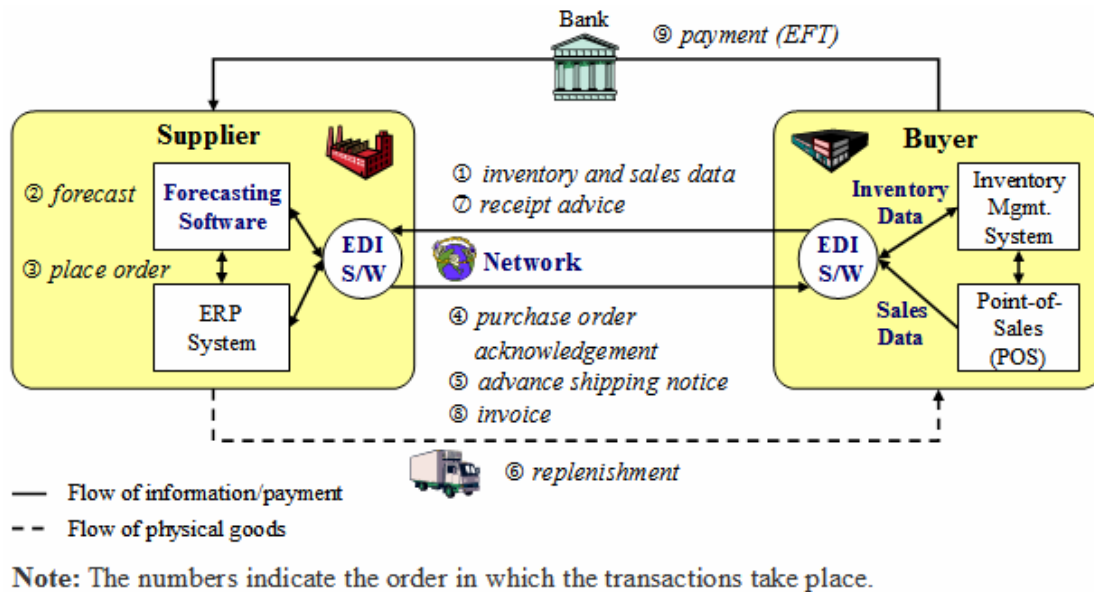 Bank
⑨ payment (EFT)
Supplier
Buyer
② forecast
Forecasting
Software
③ place order
ERP
System
EDI
S/W
① inventory and sales data
⑦ receipt advice
Network
④ purchase order
acknowledgement
⑤ advance shipping notice
⑧ invoice
EDI
S/W
Inventory
Data
Sales
Data
Inventory
Mgmt.
System
Point-of-
Sales
(POS)
⑥ replenishment
Flow of information/payment
Flow of physical goods
Note: The numbers indicate the order in which the transactions take place.